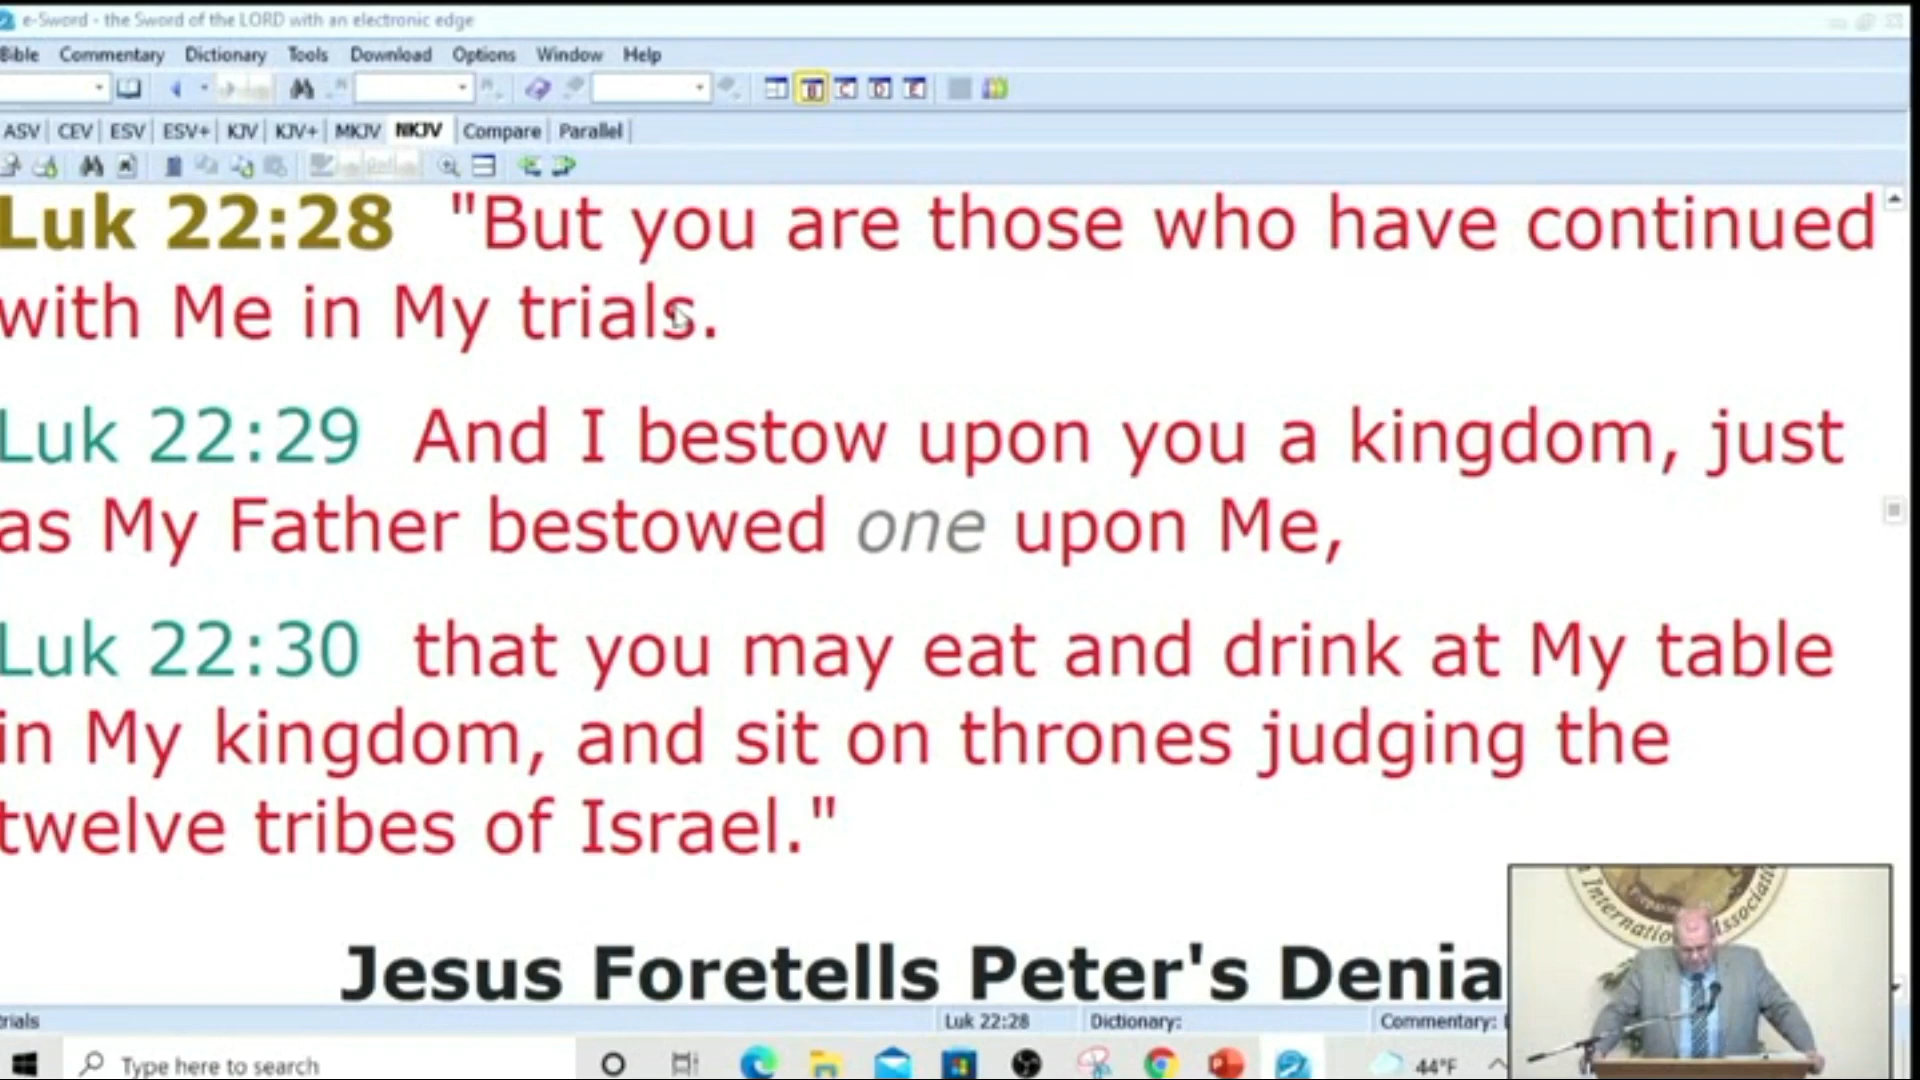 e-Sword - the Sword of the LORD with an electronic edge
Bible Commentary Dictionary Tools Download Options Window Help
ASV CEV ESV ESV+ KJV KJV+ MKJV NKJV Compare Parallel
Luk 22:28 "But you are those who have continued
with Me in My trials.
Luk 22:29 And I bestow upon you a kingdom, just
as My Father bestowed one upon Me,
Luk 22:30 that you may eat and drink at My table
in My kingdom, and sit on thrones judging the
twelve tribes of Israel."
Jesus Foretells Peter's Denia
International Associati
trials Luk 22:28 Dictionary: Commentary:
Type here to search 44°F